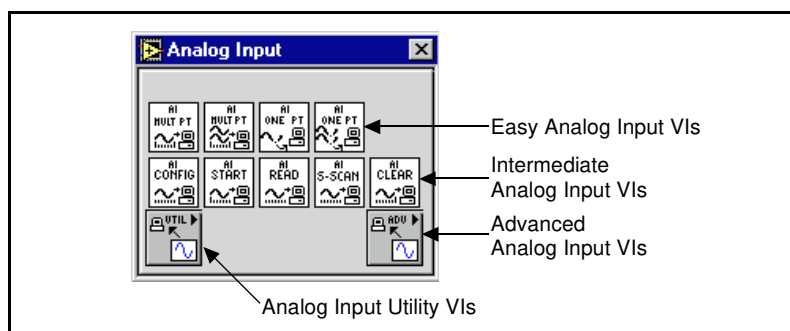 Analog Input
AI MULT PT AI MULT PT AI ONE PT AI ONE PT
Easy Analog Input VIs
AI CONFIG AI START AI READ AI S-SCAN AI CLEAR
Intermediate
Analog Input VIs
UTIL ADV
Advanced
Analog Input VIs
Analog Input Utility VIs